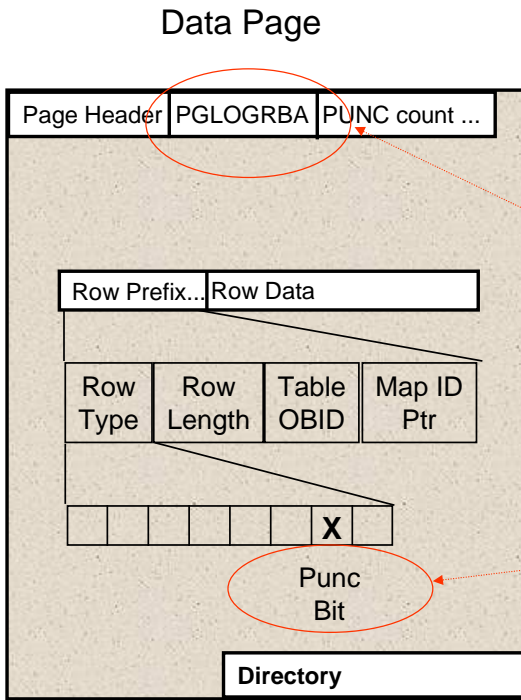 Data Page
Page Header PGLOGRBA PUNC count ...
Row Prefix... Row Data
Row Row Table Map ID
Type Length OBID Ptr
X
Punc
Bit
Directory